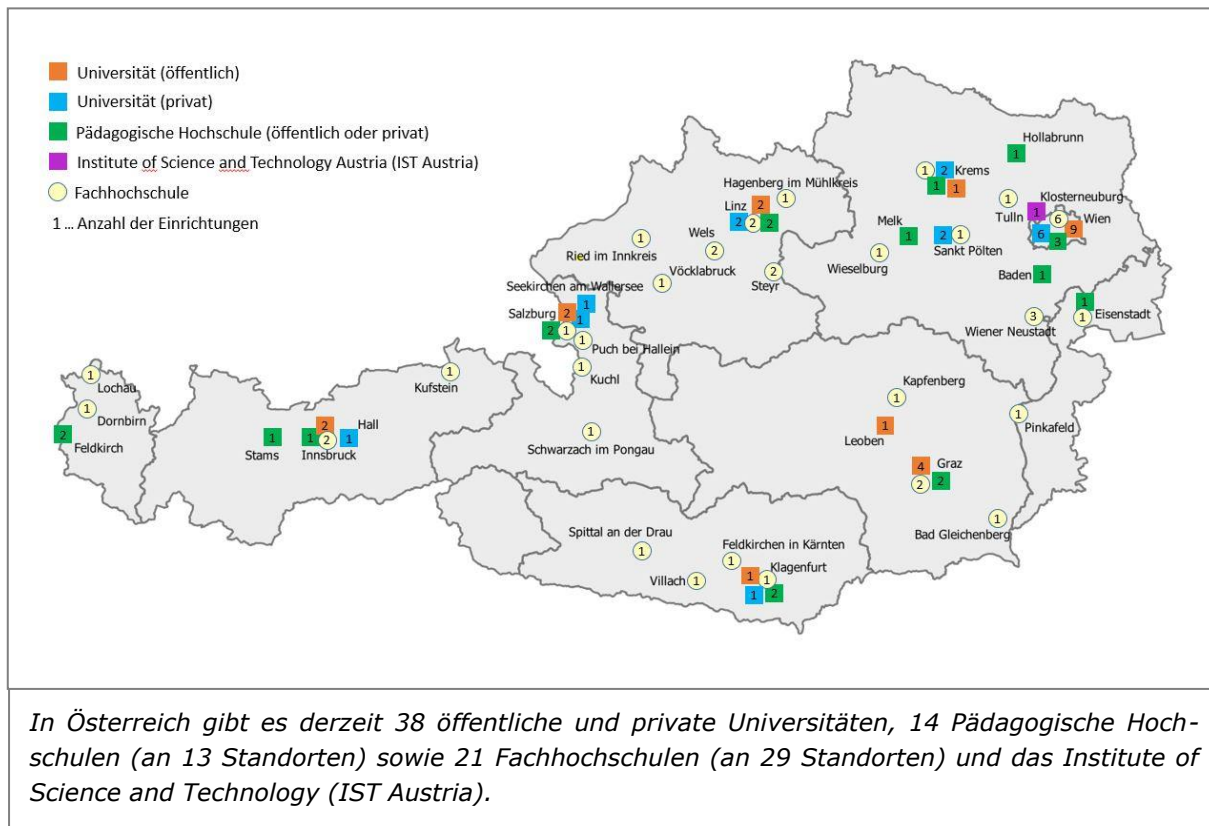 Universität (öffentlich)
Universität (privat)
Pädagogische Hochschule (öffentlich oder privat)
Institute of Science and Technology Austria (IST Austria)
Fachhochschule
1 ... Anzahl der Einrichtungen
Hollabrunn
1
1 2 Krems
1 1
Hagenberg im Mühlkreis
1
Linz 2
2 2 2
Klosterneuburg
1
Tulln
1
6 Wien
6 9
3
Melk
1
2 1
Sankt Pölten
Wieselburg
1
Baden 1
Wels
2
Ried im Innkreis
1
Vöcklabruck
1
Steyr
2
Seekirchen am Wallersee
1
Salzburg 2
1
2 1
1
Puch bei Hallein
1
Kuchl
1
Eisenstadt
1
Wiener Neustadt
3
Kufstein
1
Kapfenberg
1
Pinkafeld
1
Lochau
1
Dornbirn
1
2
Feldkirch
2 Hall
1 1 2 1
Stams Innsbruck
1
Schwarzach im Pongau
1
Leoben
4 Graz
2 2
1
Bad Gleichenberg
Spittal an der Drau
1
Feldkirchen in Kärnten
1
Villach 1
1 1 Klagenfurt
1 2
In Österreich gibt es derzeit 38 öffentliche und private Universitäten, 14 Pädagogische Hoch-
schulen (an 13 Standorten) sowie 21 Fachhochschulen (an 29 Standorten) und das Institute of
Science and Technology (IST Austria).